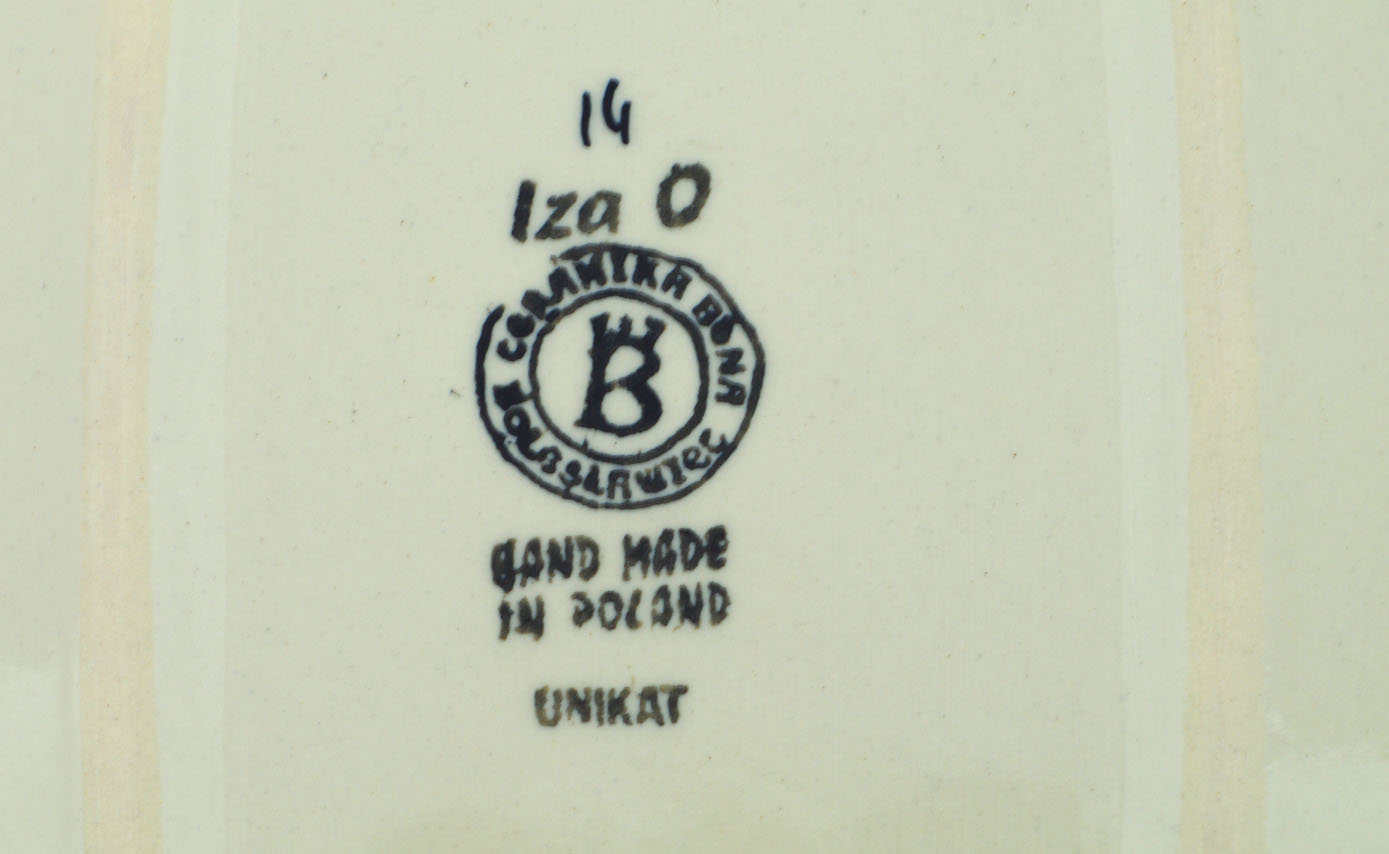 14
Iza O
CERAMIKA BONA
B
BOLESŁAWIEC
HAND MADE
IN POLAND
UNIKAT